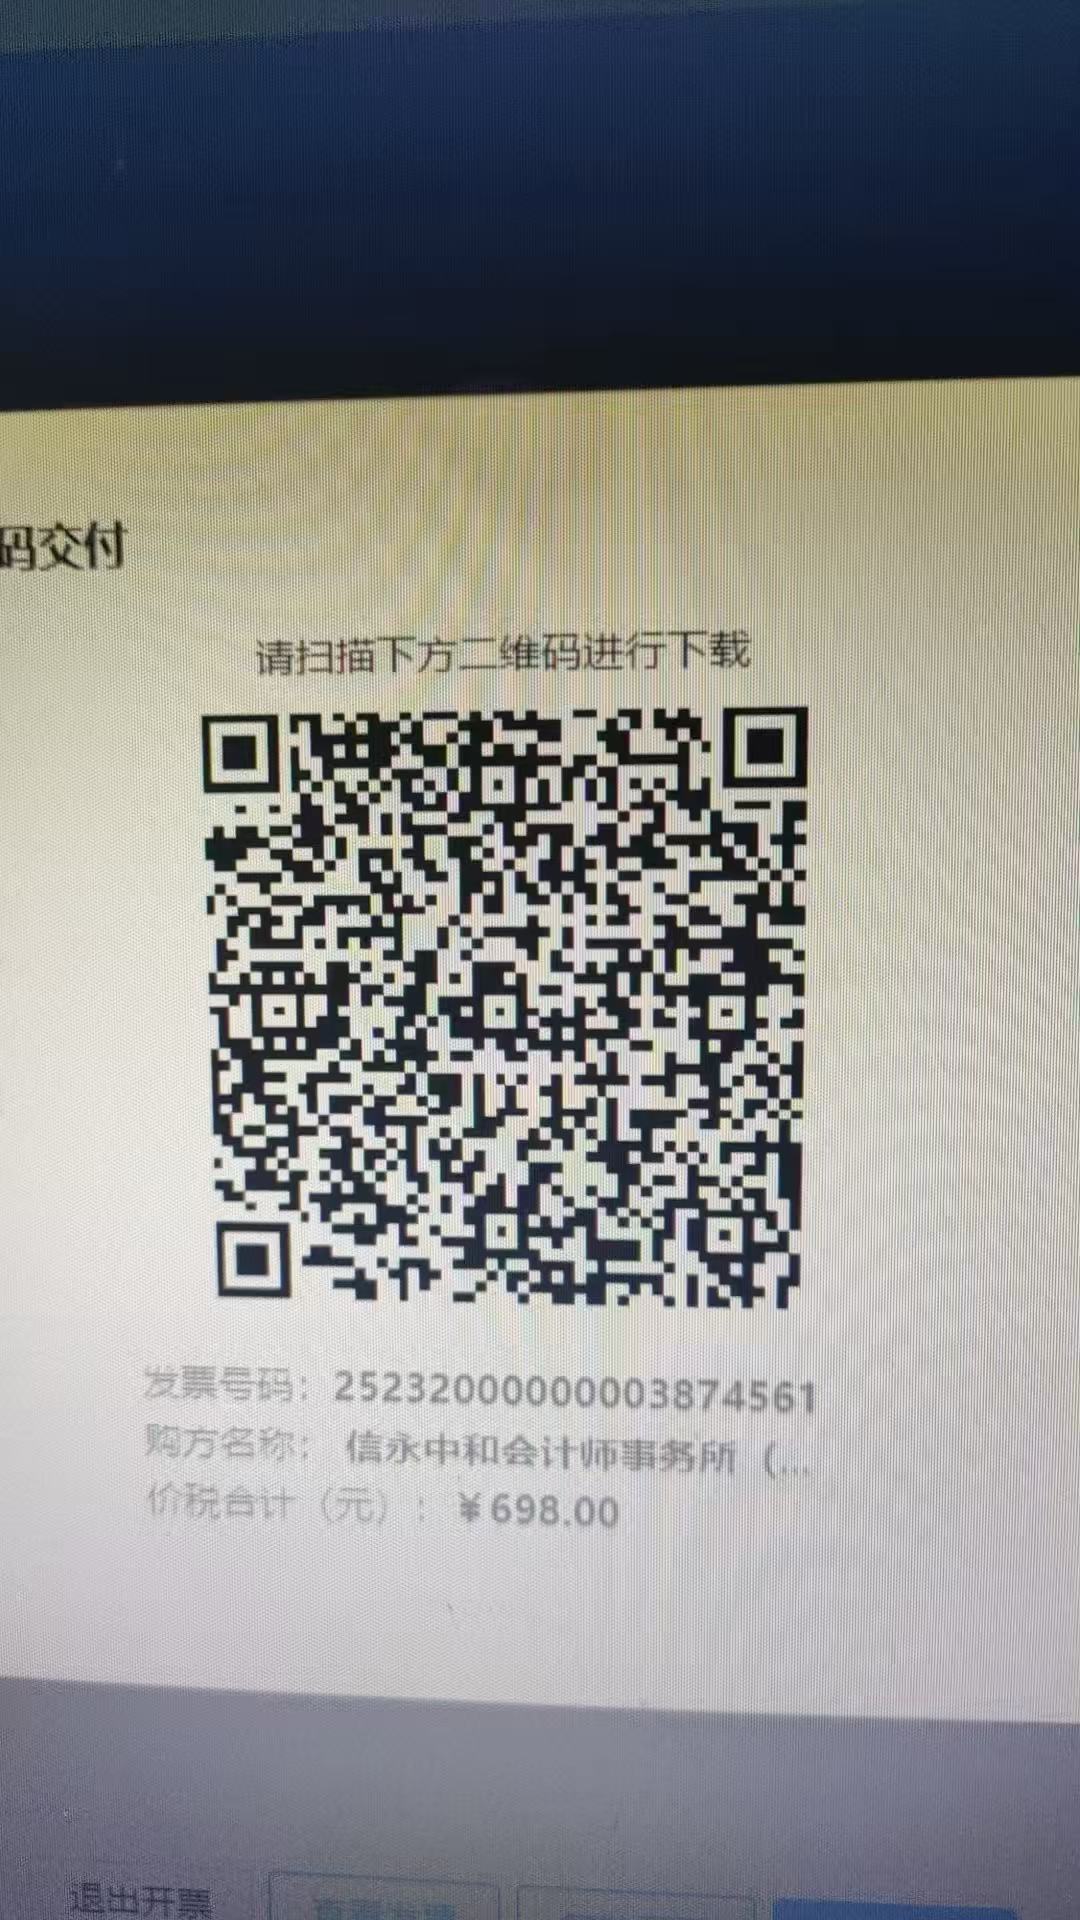 码交付
请扫描下方二维码进行下载
发票号码：25232000000003874561
购方名称：信永中和会计师事务所（...
价税合计（元）：￥698.00
退出开票